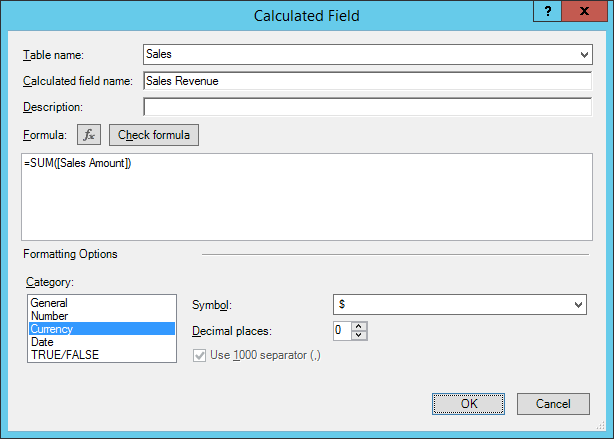 Calculated Field
? x
Table name: Sales
Calculated field name: Sales Revenue
Description:
Formula: fx Check formula
=SUM([Sales Amount])
Formatting Options
Category:
General
Number
Currency
Date
TRUE/FALSE
Symbol: $
Decimal places: 0
Use 1000 separator (,)
OK Cancel